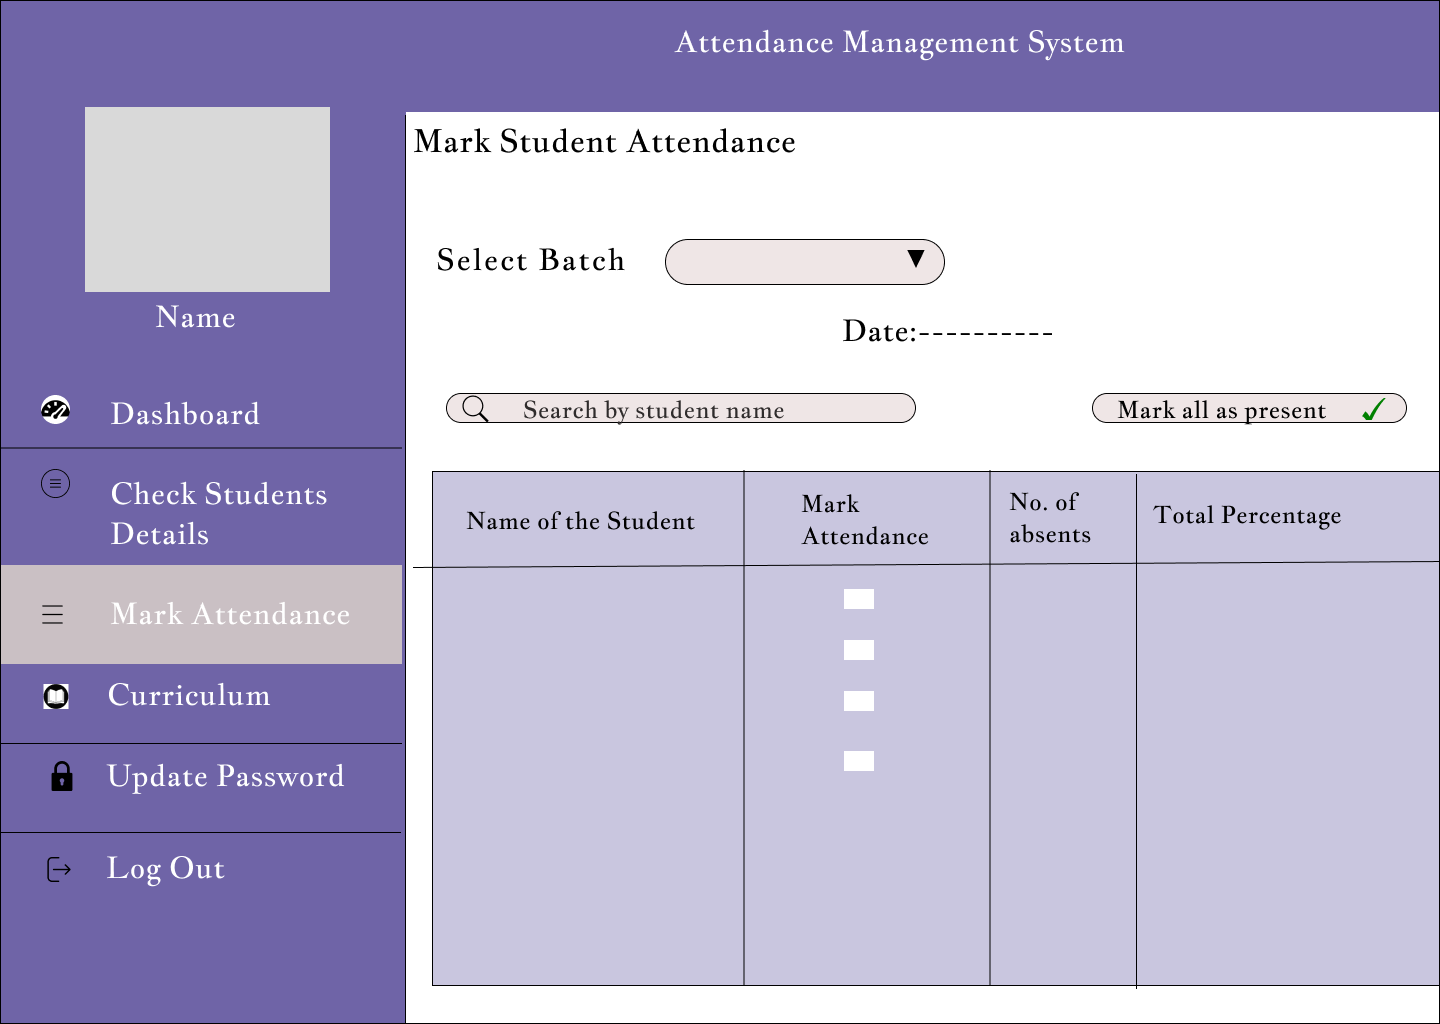 Attendance Management System
Name
Dashboard
Check Students
Details
Mark Attendance
Curriculum
Update Password
Log Out
Mark Student Attendance
Select Batch
Date:----------
Search by student name
Mark all as present
Name of the Student
Mark
Attendance
No. of
absents
Total Percentage